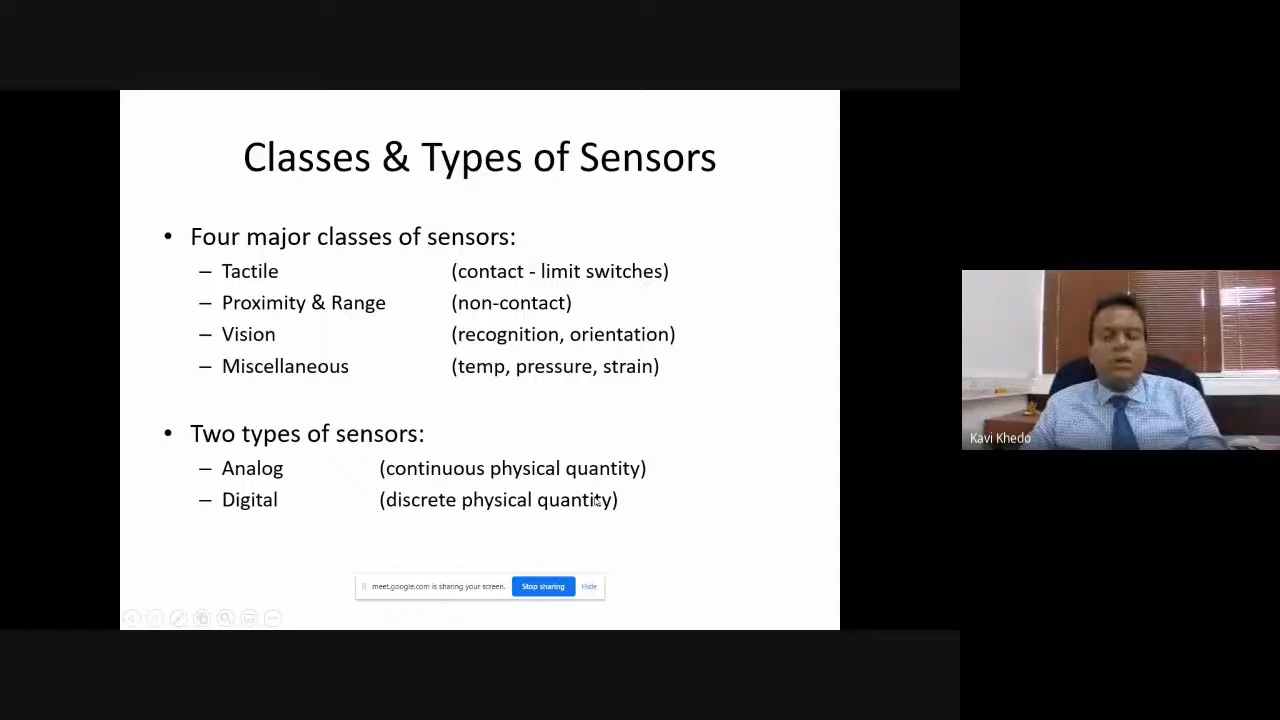 Classes & Types of Sensors
• Four major classes of sensors:
– Tactile (contact - limit switches)
– Proximity & Range (non-contact)
– Vision (recognition, orientation)
– Miscellaneous (temp, pressure, strain)
• Two types of sensors:
– Analog (continuous physical quantity)
– Digital (discrete physical quantity)
meet.google.com is sharing your screen. Stop sharing Hide
Kavi Khedo